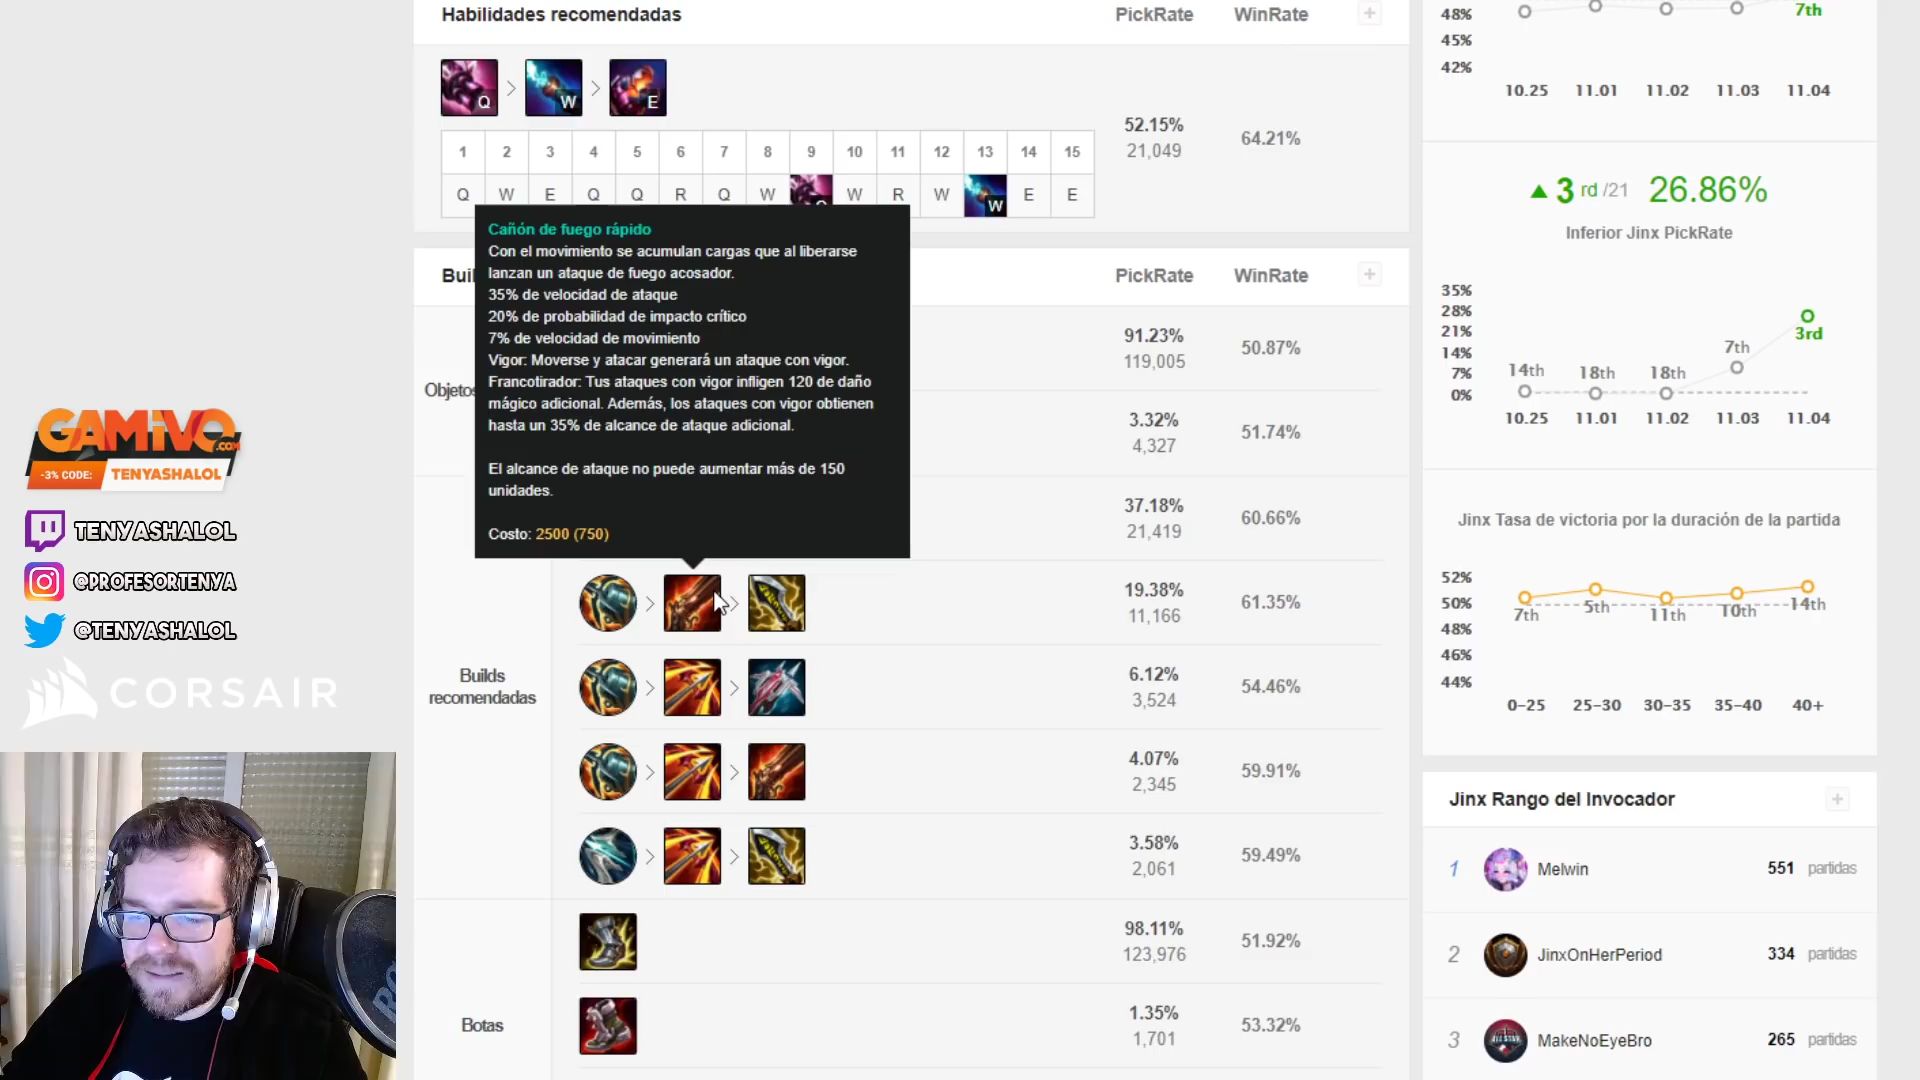 Habilidades recomendadas PickRate WinRate
Q W E
1 2 3 4 5 6 7 8 9 10 11 12 13 14 15
Q W E Q Q R Q W W R W W E E
52.15%
21,049
64.21%
Cañón de fuego rápido
Con el movimiento se acumulan cargas que al liberarse
lanzan un ataque de fuego acosador.
35% de velocidad de ataque
20% de probabilidad de impacto crítico
7% de velocidad de movimiento
Vigor: Moverse y atacar generará un ataque con vigor.
Francotirador: Tus ataques con vigor infligen 120 de daño
mágico adicional. Además, los ataques con vigor obtienen
hasta un 35% de alcance de ataque adicional.
El alcance de ataque no puede aumentar más de 150
unidades.
Costo: 2500 (750)
PickRate WinRate
91.23%
119,005
50.87%
3.32%
4,327
51.74%
Builds
recomendadas
37.18%
21,419
60.66%
19.38%
11,166
61.35%
6.12%
3,524
54.46%
4.07%
2,345
59.91%
3.58%
2,061
59.49%
Botas
98.11%
123,976
51.92%
1.35%
1,701
53.32%
48%
45%
42%
7th
10.25 11.01 11.02 11.03 11.04
3 rd /21 26.86%
Inferior Jinx PickRate
35%
28%
21%
14%
7%
0%
14th 18th 18th 7th 3rd
10.25 11.01 11.02 11.03 11.04
Jinx Tasa de victoria por la duración de la partida
52%
50%
48%
46%
44%
7th 5th 11th 10th 14th
0-25 25-30 30-35 35-40 40+
Jinx Rango del Invocador
1 Melwin 551 partidas
2 JinxOnHerPeriod 334 partidas
3 MakeNoEyeBro 265 partidas
GAMIVO.COM
-3% CODE: TENYASHALOL
TENYASHALOL
@PROFESORTENYA
@TENYASHALOL
CORSAIR